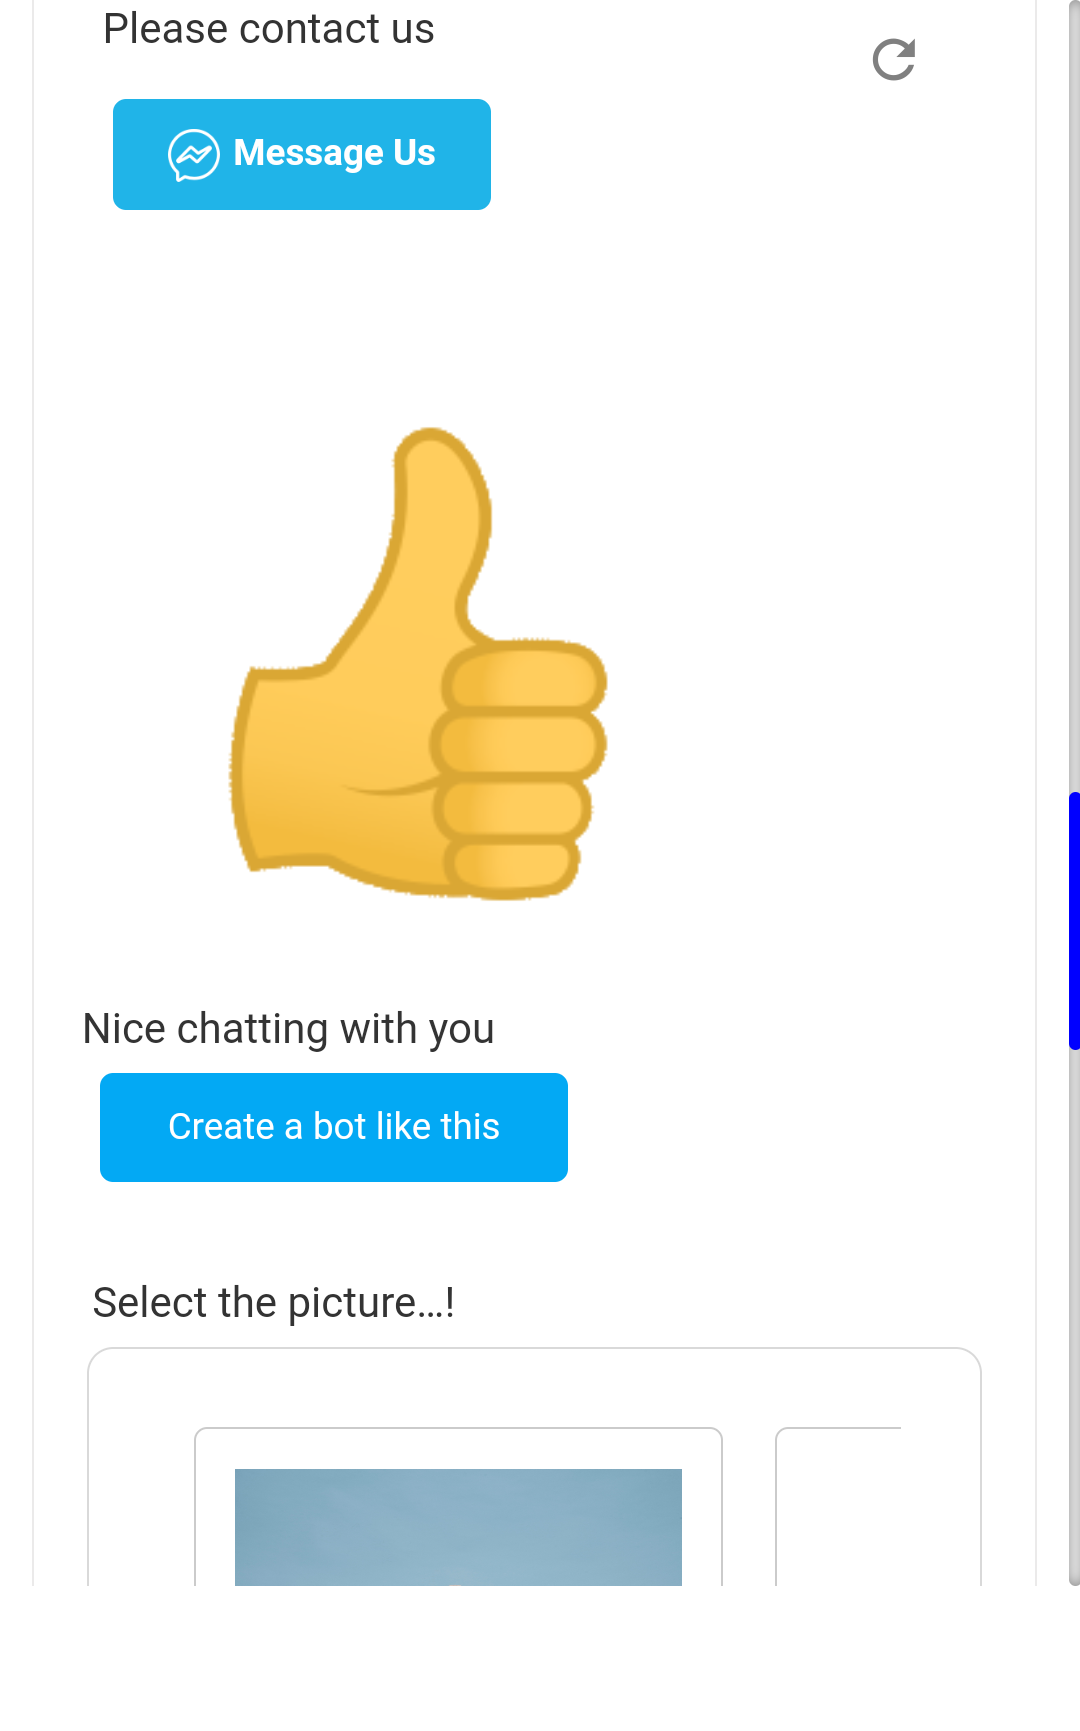 Please contact us
Message Us
Nice chatting with you
Create a bot like this
Select the picture...!